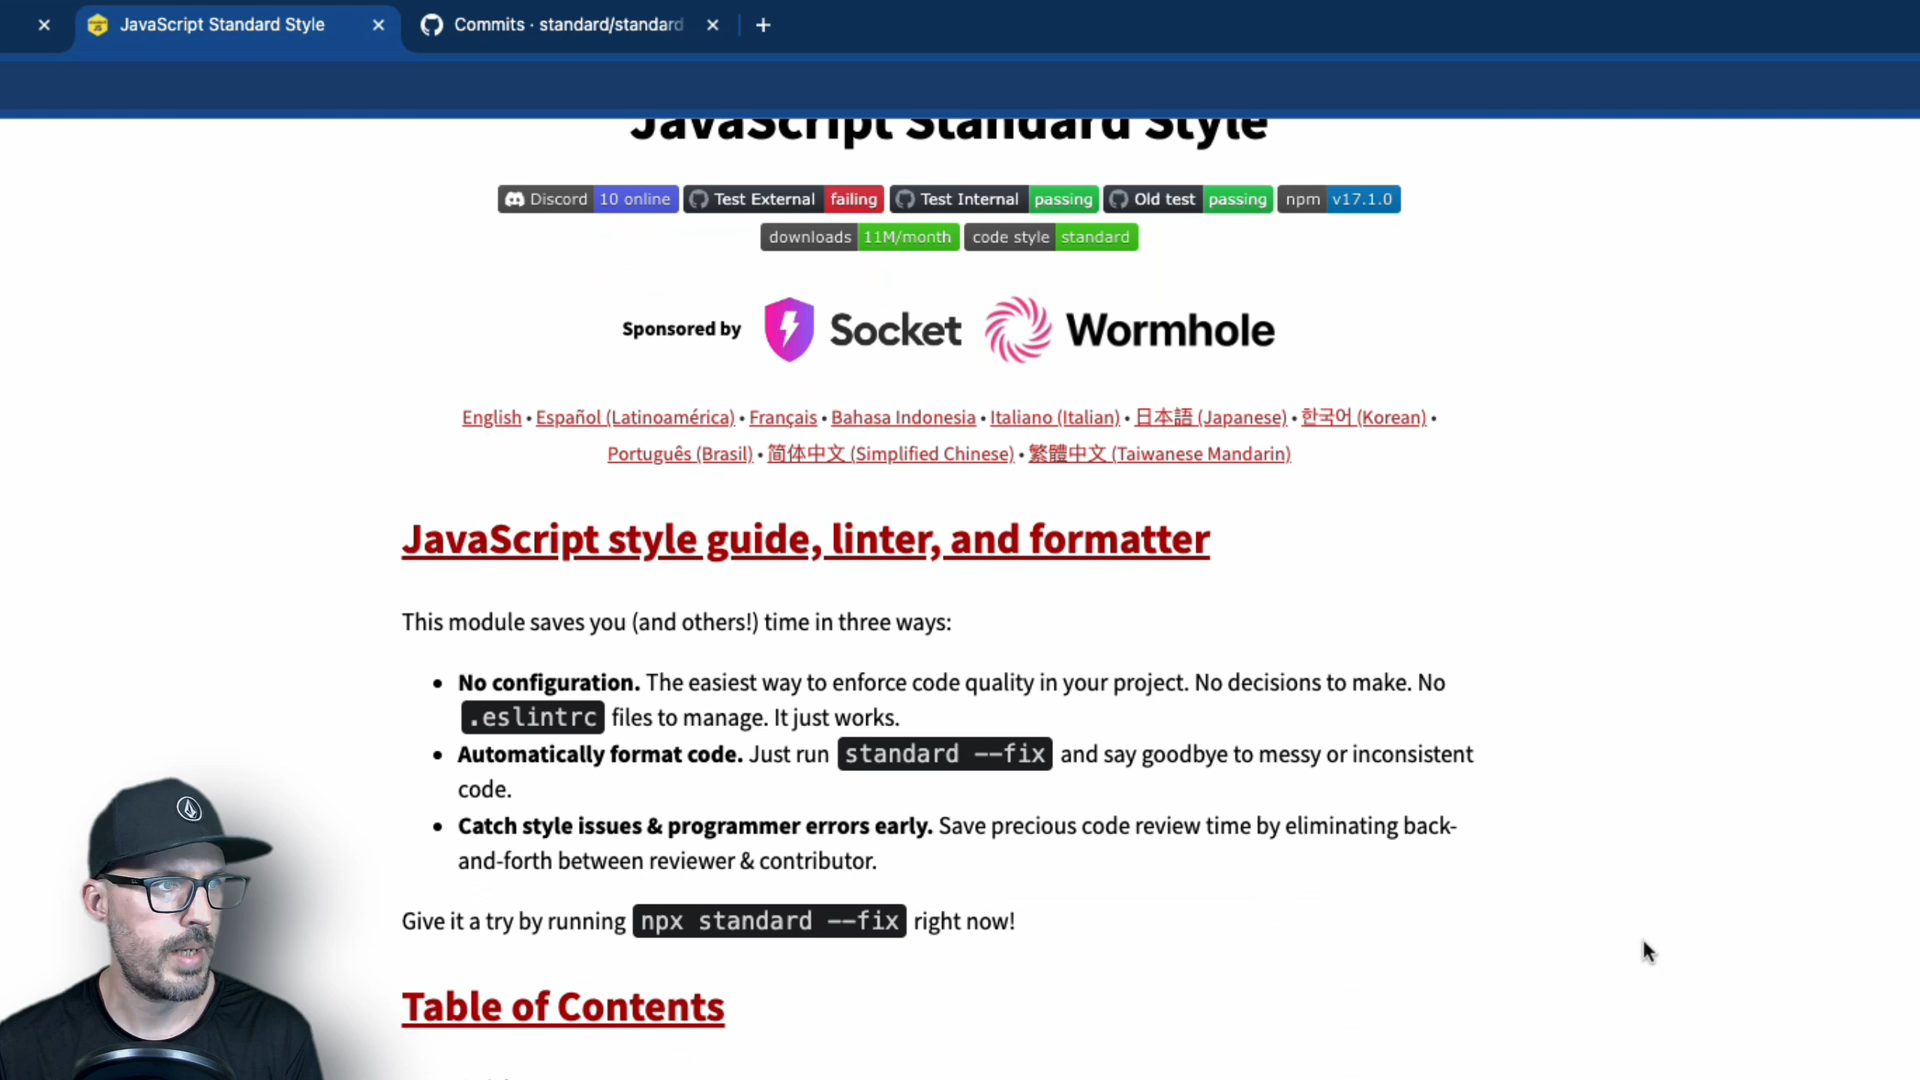 JavaScript Standard Style
Commits · standard/standard
JavaScript Standard Style
Discord 10 online Test External failing Test Internal passing Old test passing npm v17.1.0
downloads 11M/month code style standard
Sponsored by Socket Wormhole
English • Español (Latinoamérica) • Français • Bahasa Indonesia • Italiano (Italian) • 日本語 (Japanese) • 한국어 (Korean) •
Português (Brasil) • 简体中文 (Simplified Chinese) • 繁體中文 (Taiwanese Mandarin)
JavaScript style guide, linter, and formatter
This module saves you (and others!) time in three ways:
• No configuration. The easiest way to enforce code quality in your project. No decisions to make. No
.eslintrc files to manage. It just works.
• Automatically format code. Just run standard --fix and say goodbye to messy or inconsistent
code.
• Catch style issues & programmer errors early. Save precious code review time by eliminating back-
and-forth between reviewer & contributor.
Give it a try by running npx standard --fix right now!
Table of Contents